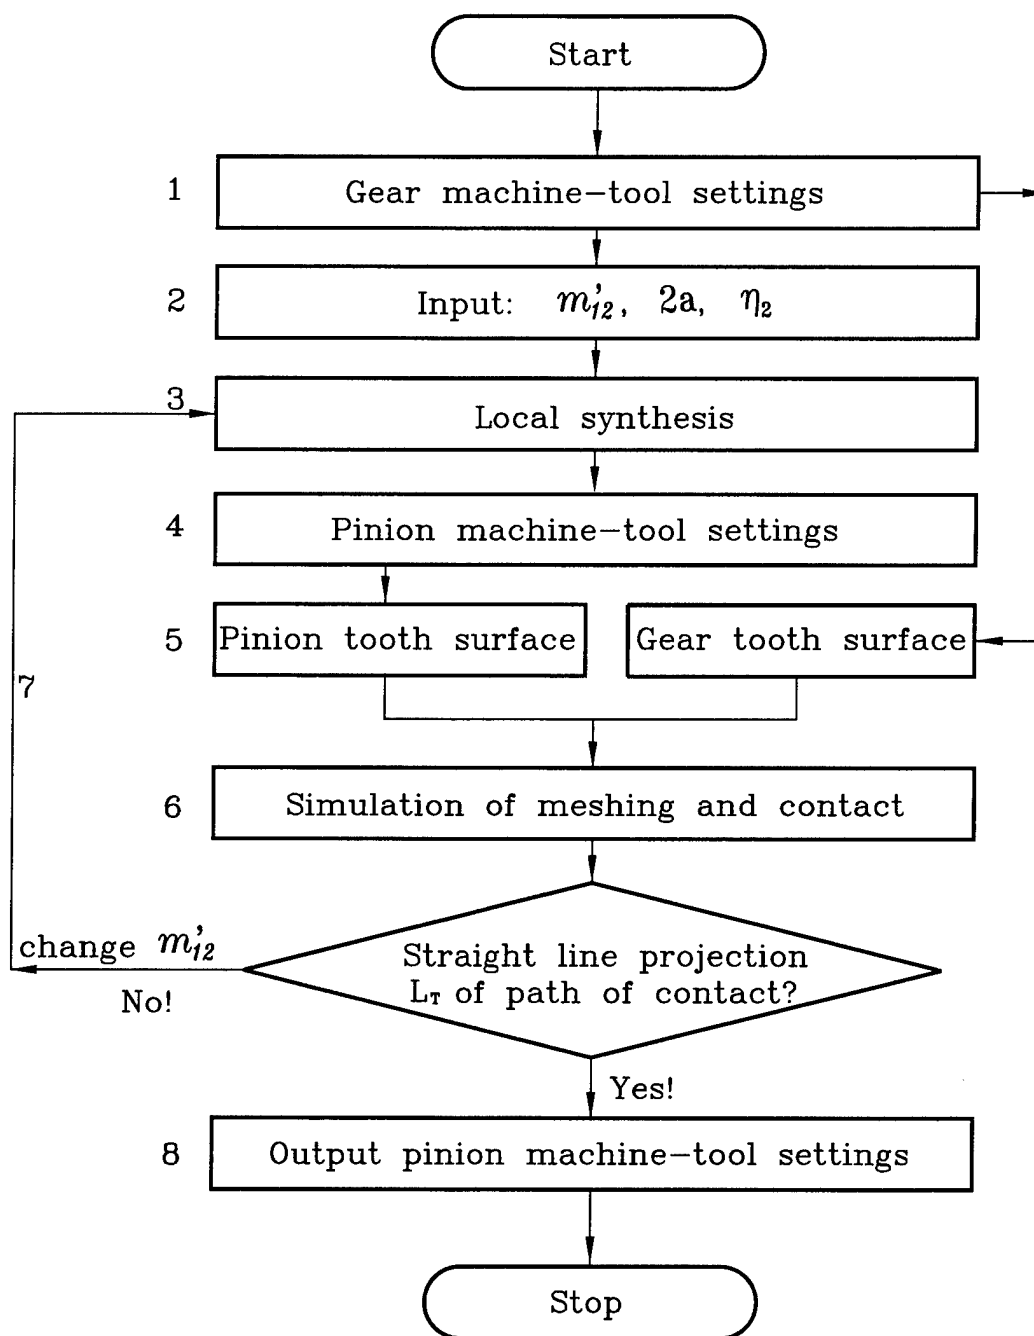 Start
1 Gear machine-tool settings
2 Input: m'₁₂, 2a, η₂
3 Local synthesis
4 Pinion machine-tool settings
5 Pinion tooth surface Gear tooth surface
7
6 Simulation of meshing and contact
change m'₁₂
No!
Straight line projection
L_T of path of contact?
Yes!
8 Output pinion machine-tool settings
Stop